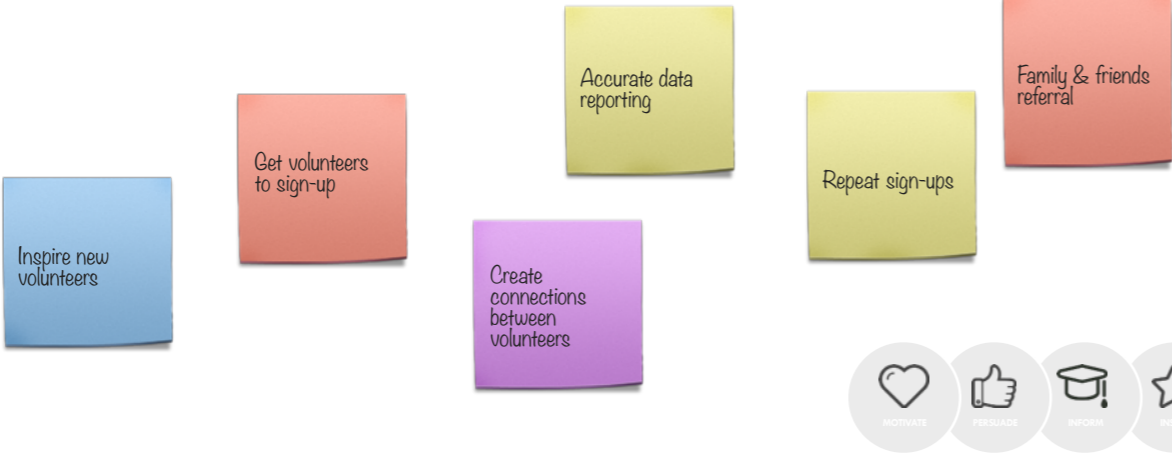 Inspire new
volunteers
Get volunteers
to sign-up
Create
connections
between
volunteers
Accurate data
reporting
Repeat sign-ups
Family & friends
referral
MOTIVATE
PERSUADE
INFORM